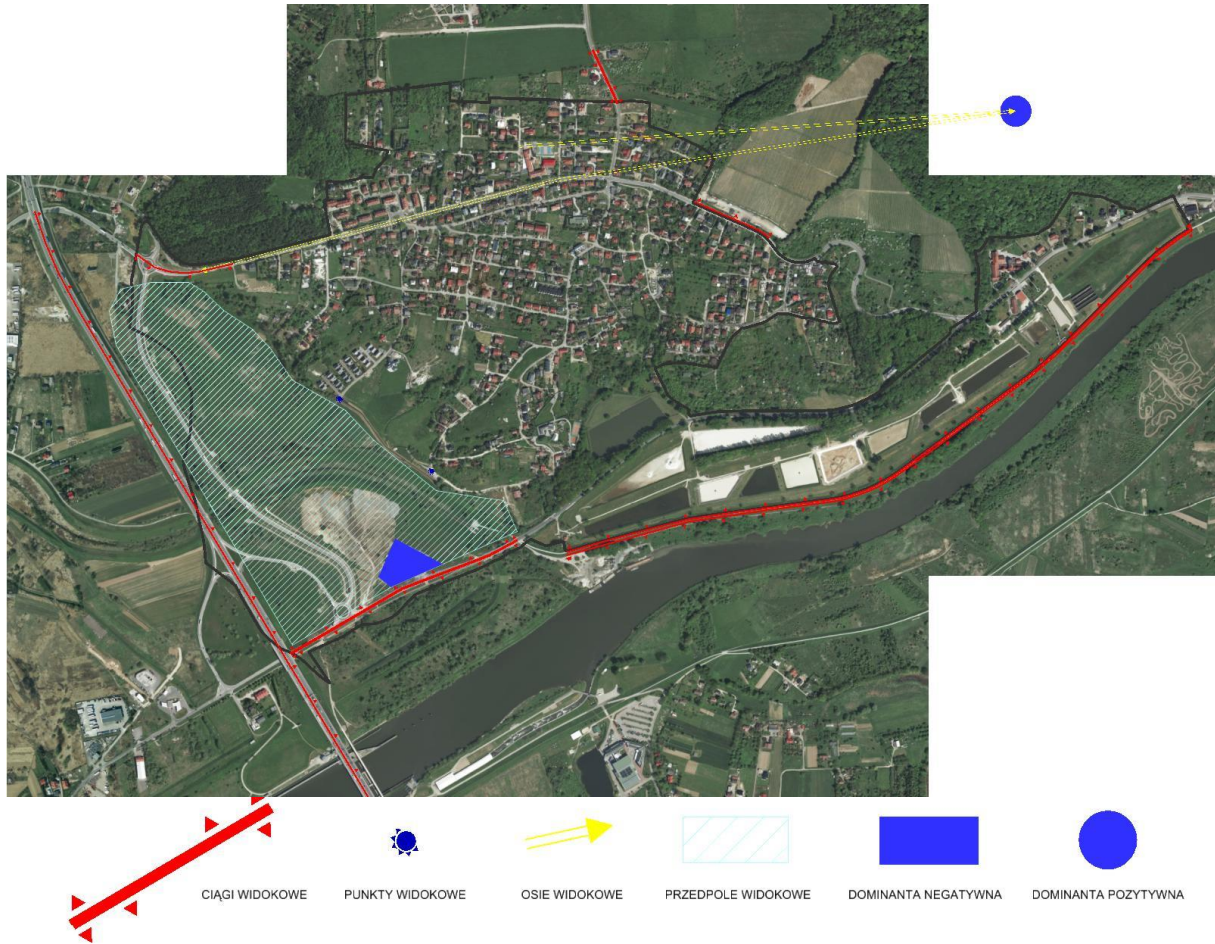 CIĄGI WIDOKOWE
PUNKTY WIDOKOWE
OSIE WIDOKOWE
PRZEDPOLE WIDOKOWE
DOMINANTA NEGATYWNA
DOMINANTA POZYTYWNA